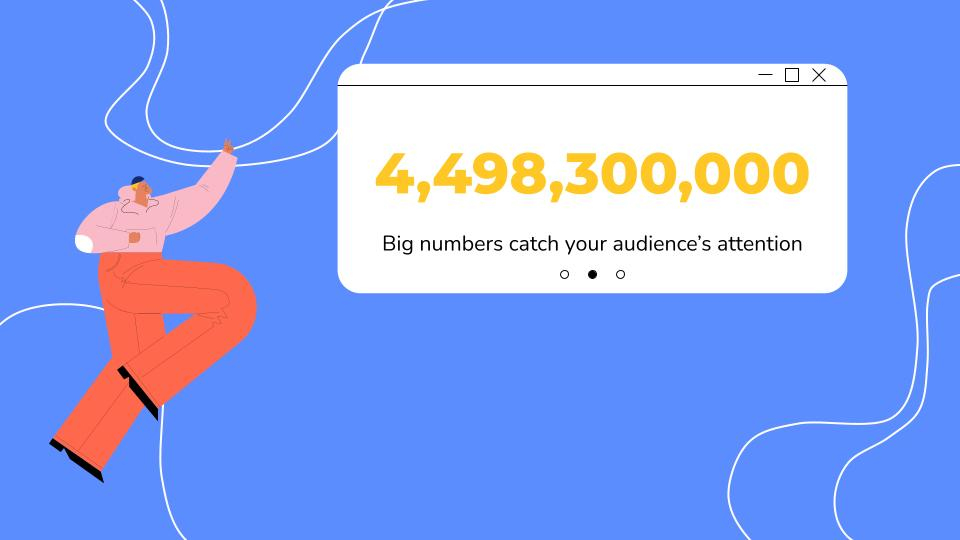 4,498,300,000
Big numbers catch your audience’s attention